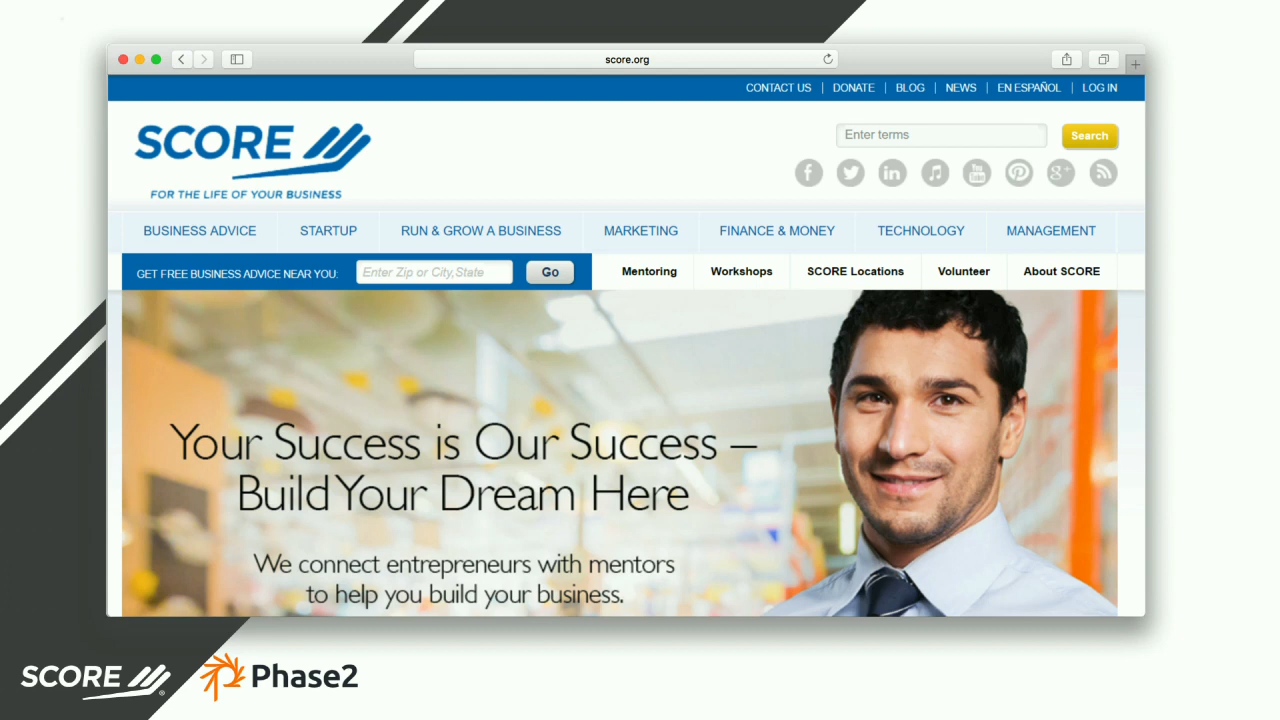 score.org
CONTACT US | DONATE | BLOG | NEWS | EN ESPAÑOL | LOG IN
SCORE
FOR THE LIFE OF YOUR BUSINESS
Enter terms
Search
You Tube
g+
BUSINESS ADVICE STARTUP RUN & GROW A BUSINESS MARKETING FINANCE & MONEY TECHNOLOGY MANAGEMENT
GET FREE BUSINESS ADVICE NEAR YOU: Enter Zip or City,State Go Mentoring Workshops SCORE Locations Volunteer About SCORE
Your Success is Our Success –
Build Your Dream Here
We connect entrepreneurs with mentors
to help you build your business.
SCORE ® Phase2